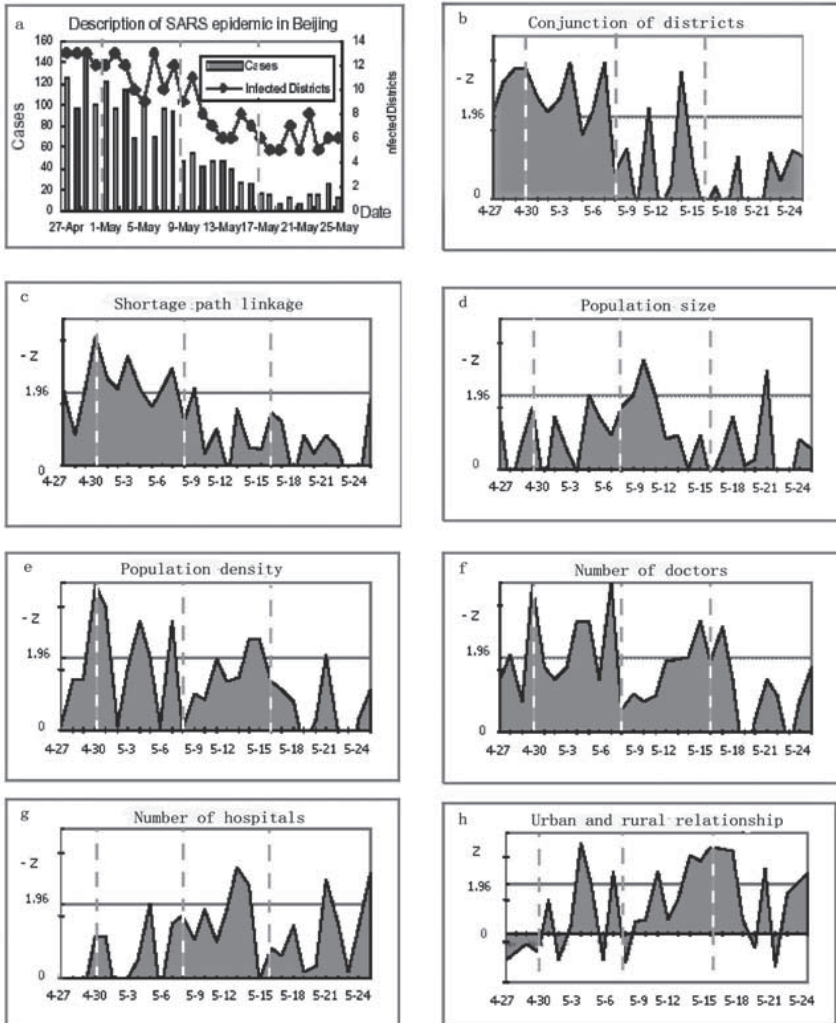 a
Description of SARS epidemic in Beijing
160
140
120
100
80
60
40
20
0
Cases
Cases
Infected Districts
14
12
10
8
6
4
2
0
nfected Districts
Date
27-Apr 1-May 5-May 9-May 13-May 17-May 21-May 25-May
b
Conjunction of districts
- Z
1.96
0
4-27 4-30 5-3 5-6 5-9 5-12 5-15 5-18 5-21 5-24
c
Shortage path linkage
- Z
1.96
0
4-27 4-30 5-3 5-6 5-9 5-12 5-15 5-18 5-21 5-24
d
Population size
- Z
1.96
0
4-27 4-30 5-3 5-6 5-9 5-12 5-15 5-18 5-21 5-24
e
Population density
- Z
1.96
0
4-27 4-30 5-3 5-6 5-9 5-12 5-15 5-18 5-21 5-24
f
Number of doctors
- Z
1.96
0
4-27 4-30 5-3 5-6 5-9 5-12 5-15 5-18 5-21 5-24
g
Number of hospitals
- Z
1.96
0
4-27 4-30 5-3 5-6 5-9 5-12 5-15 5-18 5-21 5-24
h
Urban and rural relationship
Z
1.96
0
4-27 4-30 5-3 5-6 5-9 5-12 5-15 5-18 5-21 5-24